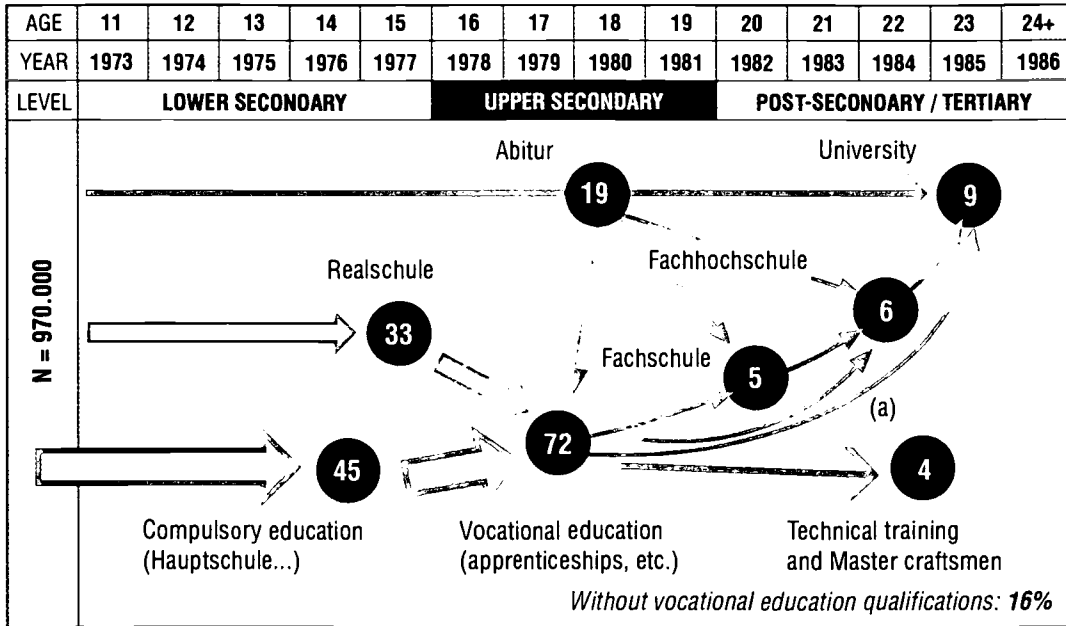 AGE 11 12 13 14 15 16 17 18 19 20 21 22 23 24+
YEAR 1973 1974 1975 1976 1977 1978 1979 1980 1981 1982 1983 1984 1985 1986
LEVEL LOWER SECONOARY UPPER SECONDARY POST-SECONOARY / TERTIARY
Abitur University
19 9
Fachhochschule
Realschule
6
33
Fachschule
5
N = 970.000
(a)
72
45 4
Compulsory education
(Hauptschule...)
Vocational education
(apprenticeships, etc.)
Technical training
and Master craftsmen
Without vocational education qualifications: 16%